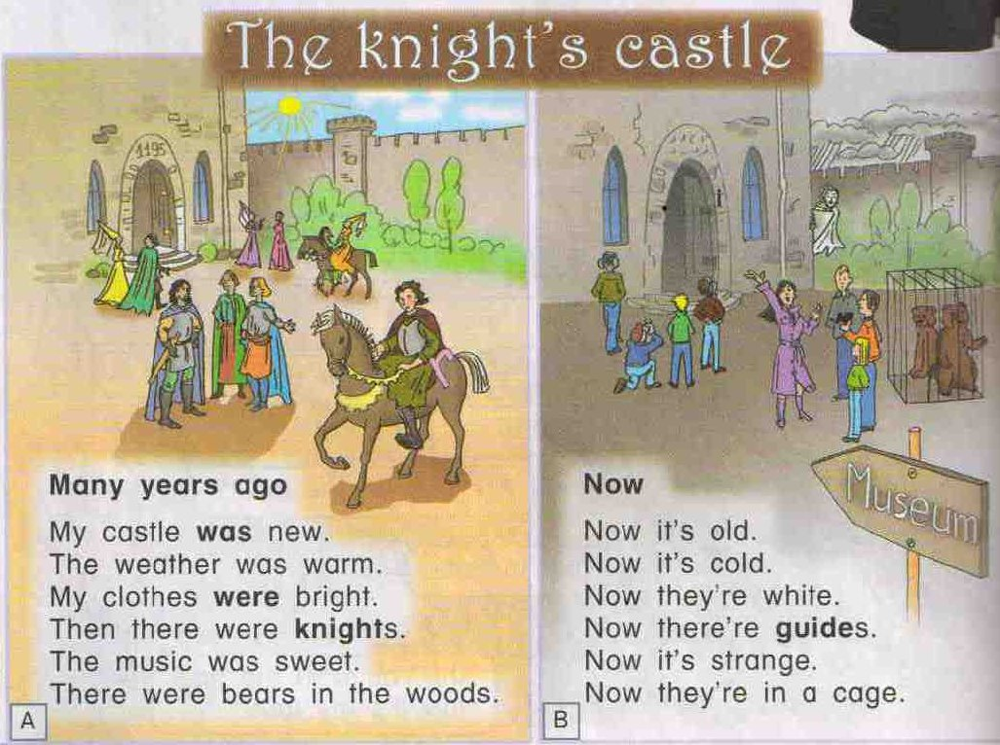 The knight's castle
1195
Many years ago
My castle was new.
The weather was warm.
My clothes were bright.
Then there were knights.
The music was sweet.
There were bears in the woods.
A
Museum
Now
Now it's old.
Now it's cold.
Now they're white.
Now there're guides.
Now it's strange.
Now they're in a cage.
B